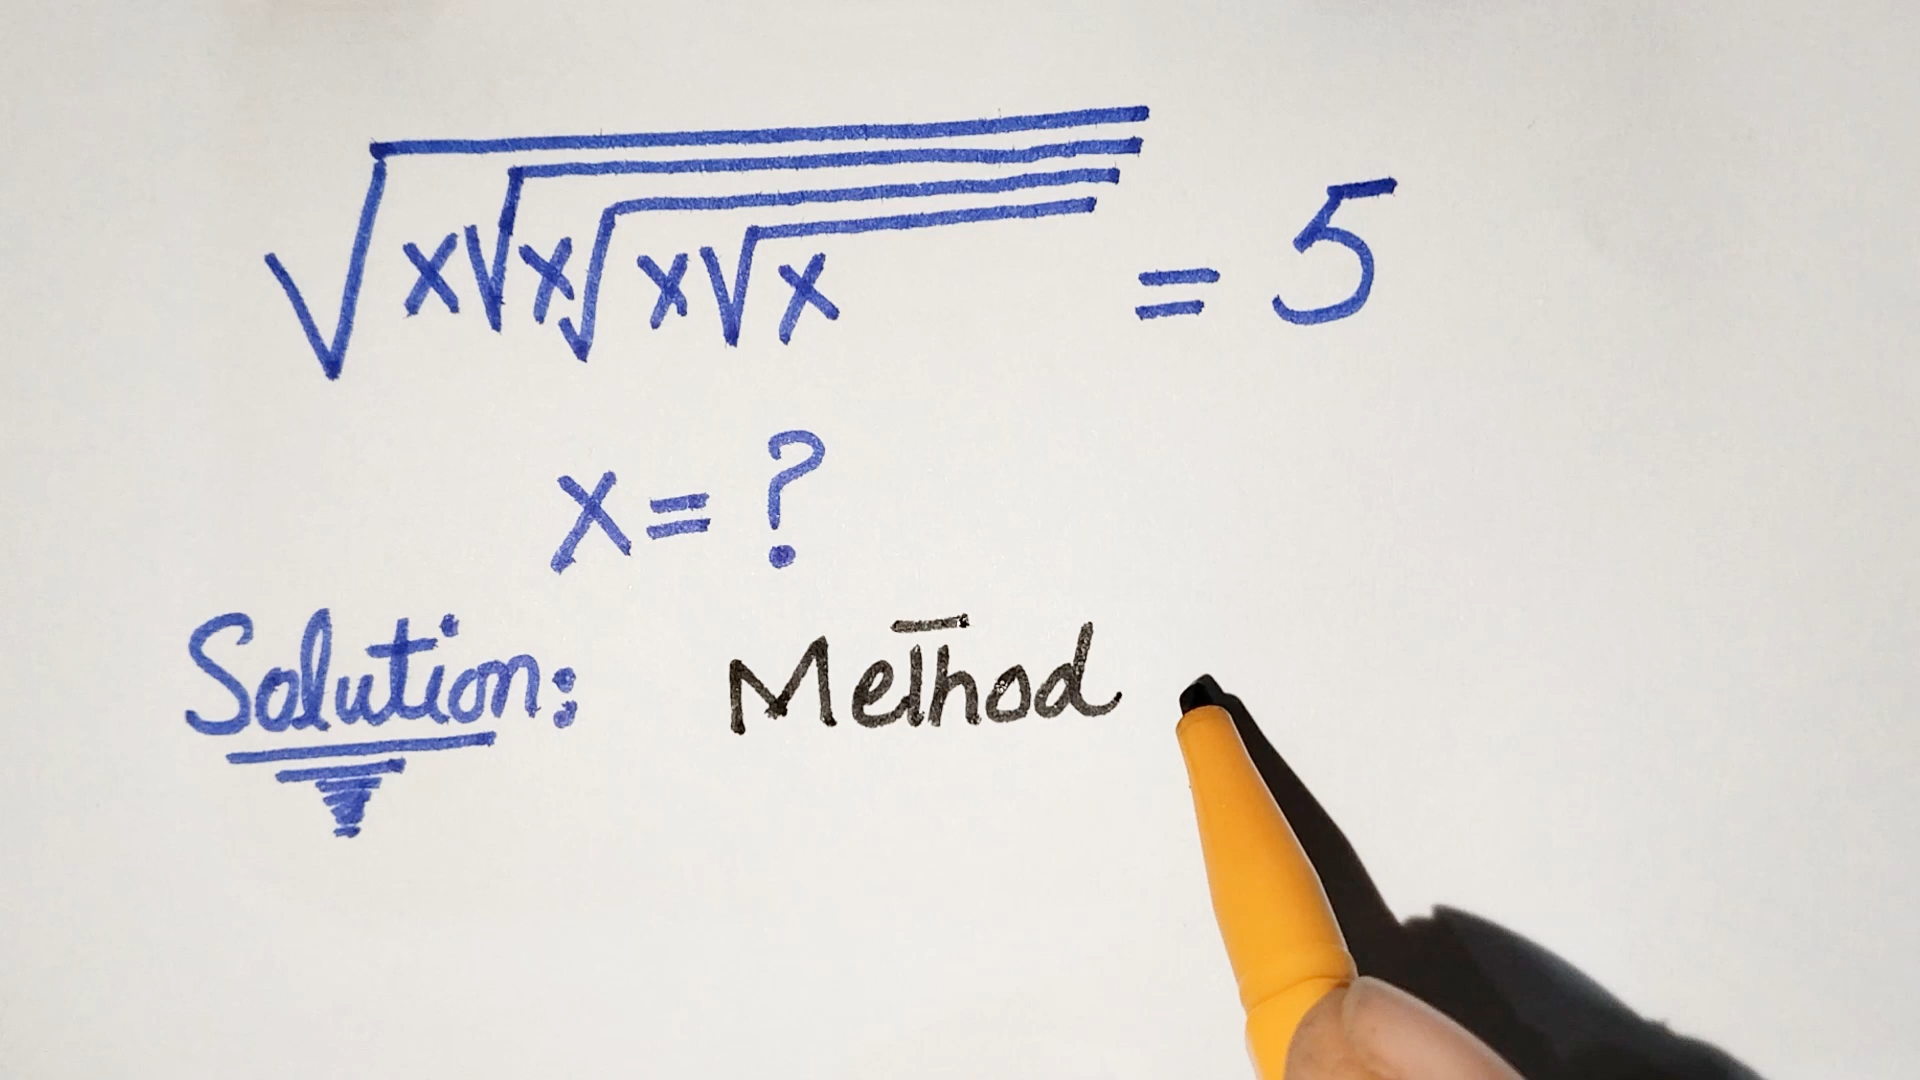 √x√x√x√x = 5
x = ?
Solution: Method